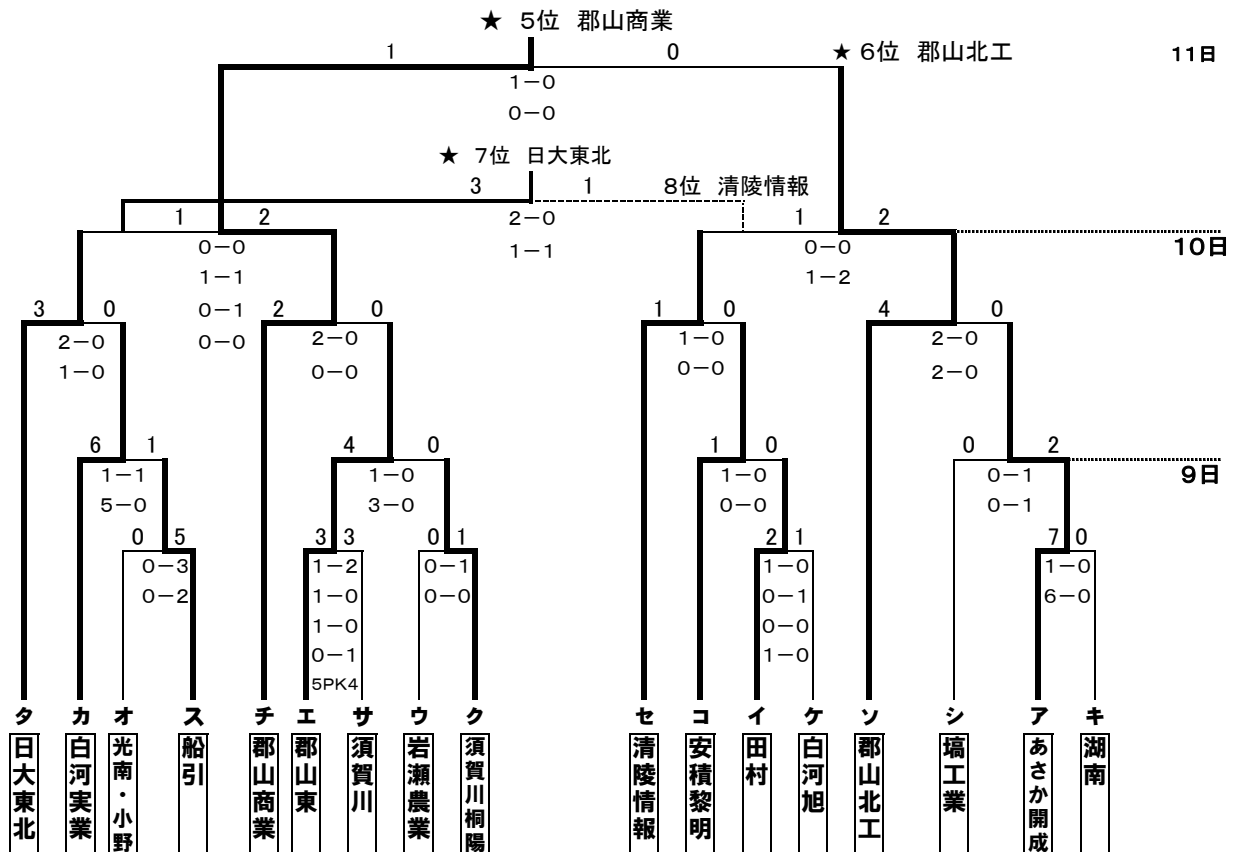 ★ 5位 郡山商業
1 0 ★ 6位 郡山北工 11日
1－0
0－0
★ 7位 日大東北
3 1 8位 清陵情報
1 2 2－0 1 2
0－0 1－1 0－0 10日
1－1 1－2
3 0 0－1 2 0 1 0 4 0
2－0 0－0 2－0 1－0 2－0
1－0 0－0 0－0 2－0
6 1 4 0 1 0 0 2
1－1 1－0 1－0 0－1 9日
5－0 3－0 0－0 0－1
0 5 3 3 0 1 2 1 7 0
0－3 1－2 0－1 1－0 1－0
0－2 1－0 0－0 0－1 6－0
1－0 0－0
0－1 1－0
5PK4
タ カ オ ス チ エ サ ウ ク セ コ イ ケ ソ シ ア キ
日大東北
白河実業
光南・小野
船引
郡山商業
郡山東
須賀川
岩瀬農業
須賀川桐陽
清陵情報
安積黎明
田村
白河旭
郡山北工
塙工業
あさか開成
湖南